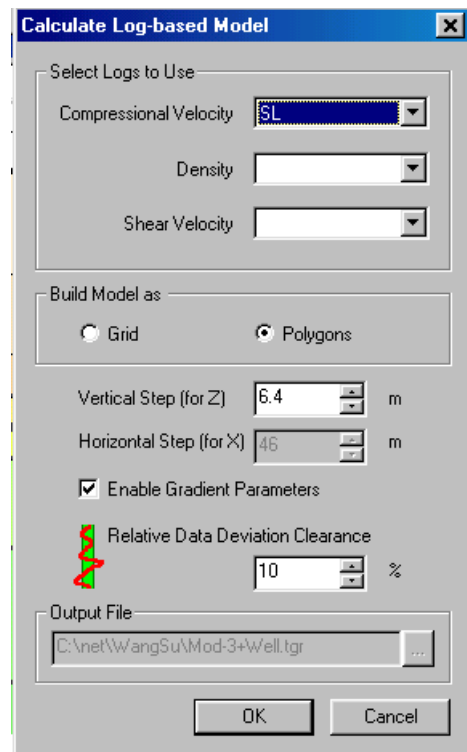 Calculate Log-based Model
Select Logs to Use
Compressional Velocity SL
Density
Shear Velocity
Build Model as
Grid Polygons
Vertical Step (for Z) 6.4 m
Horizontal Step (for X) 46 m
Enable Gradient Parameters
Relative Data Deviation Clearance
10 %
Output File
C:\net\WangSu\Mod-3+Well.tgr ...
OK Cancel